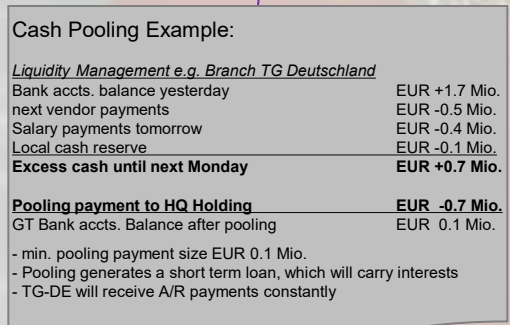 Cash Pooling Example:
Liquidity Management e.g. Branch TG Deutschland
Bank accts. balance yesterday EUR +1.7 Mio.
next vendor payments EUR -0.5 Mio.
Salary payments tomorrow EUR -0.4 Mio.
Local cash reserve EUR -0.1 Mio.
Excess cash until next Monday EUR +0.7 Mio.
Pooling payment to HQ Holding EUR -0.7 Mio.
GT Bank accts. Balance after pooling EUR 0.1 Mio.
- min. pooling payment size EUR 0.1 Mio.
- Pooling generates a short term loan, which will carry interests
- TG-DE will receive A/R payments constantly